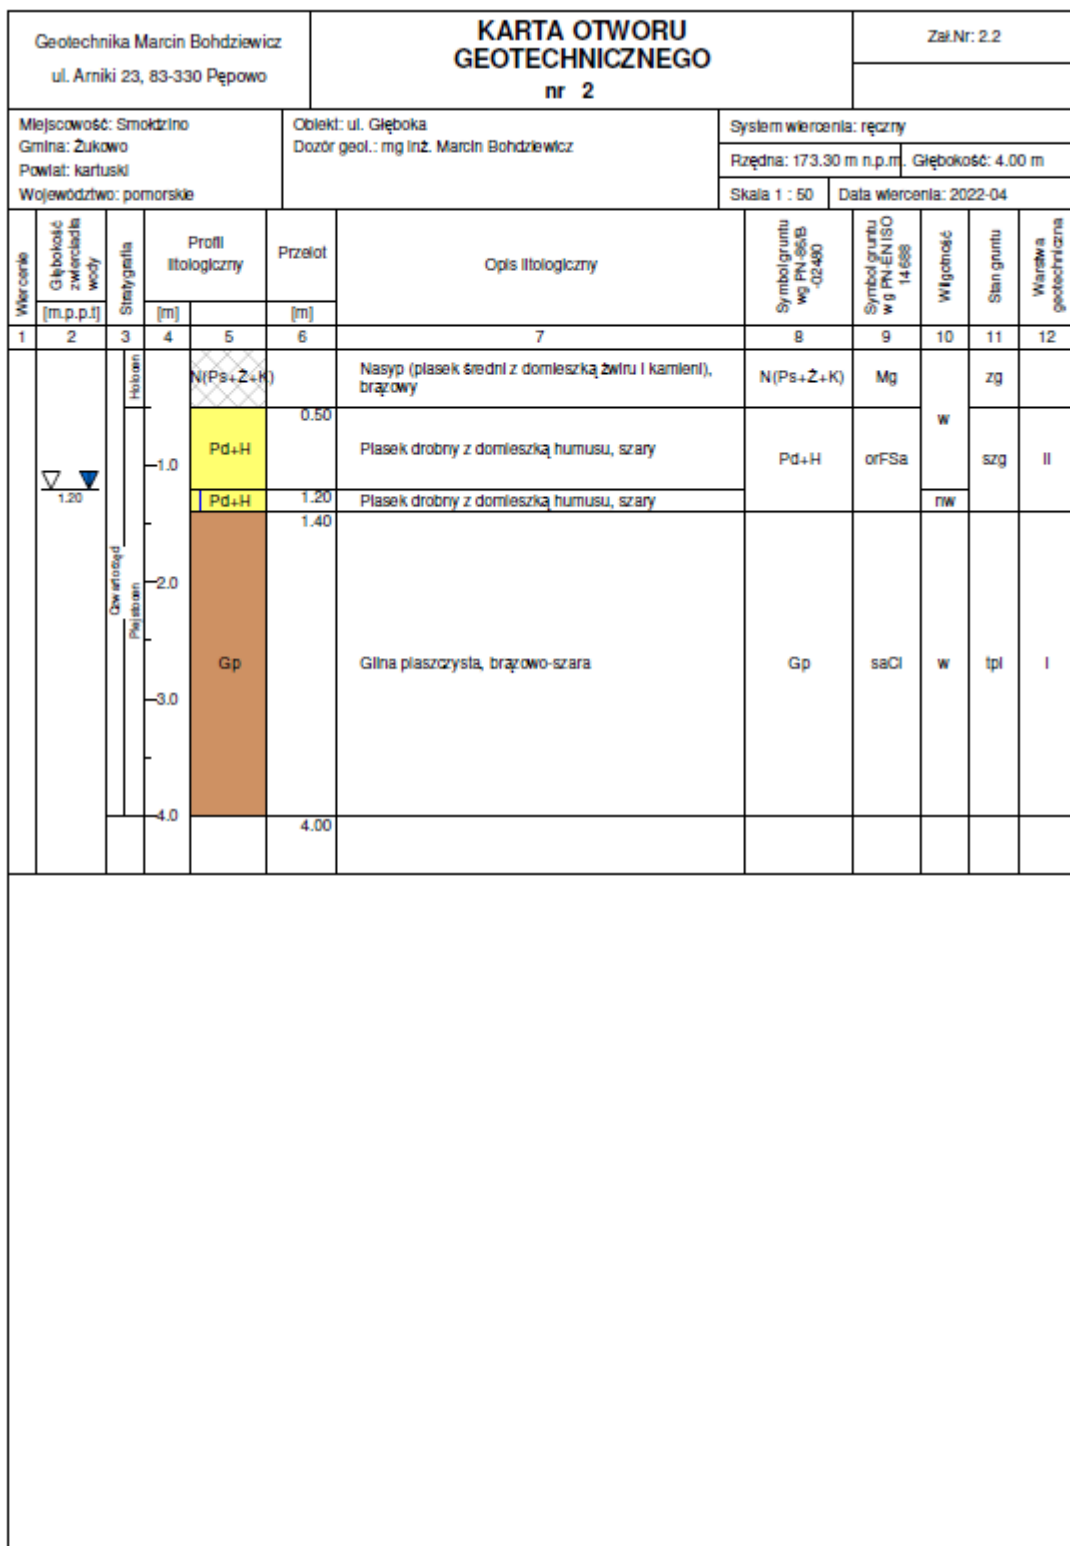 Geotechnika Marcin Bohdziewicz
ul. Arniki 23, 83-330 Pępowo
KARTA OTWORU
GEOTECHNICZNEGO
nr 2
Zał.Nr: 2.2
Miejscowość: Smołdzino
Gmina: Żukowo
Powiat: kartuski
Województwo: pomorskie
Obiekt: ul. Głęboka
Dozór geol.: mg inż. Marcin Bohdziewicz
System wiercenia: ręczny
Rzędna: 173.30 m n.p.m. Głębokość: 4.00 m
Skala 1 : 50 Data wiercenia: 2022-04
Wiercenie
Głębokość
zwierciadła
wody
[m.p.p.t]
Stratygrafia
Profil
litologiczny
[m]
Przelot
[m]
Opis litologiczny
Symbol gruntu
wg PN-86/B
-02480
Symbol gruntu
wg PN-EN ISO
14688
Wilgotność
Stan gruntu
Warstwa
geotechniczna
1 2 3 4 5 6 7 8 9 10 11 12
Holocen
N(Ps+Ż+K)
Nasyp (piasek średni z domieszką żwiru i kamieni),
brązowy
N(Ps+Ż+K) Mg zg
0.50
w
Pd+H
Piasek drobny z domieszką humusu, szary
Pd+H orFSa szg II
1.0
1.20
Pd+H
1.20
Piasek drobny z domieszką humusu, szary
nw
1.40
Czwartorzęd
Plejstocen
2.0
Gp
Glina piaszczysta, brązowo-szara
Gp saCl w tpl I
3.0
4.0
4.00